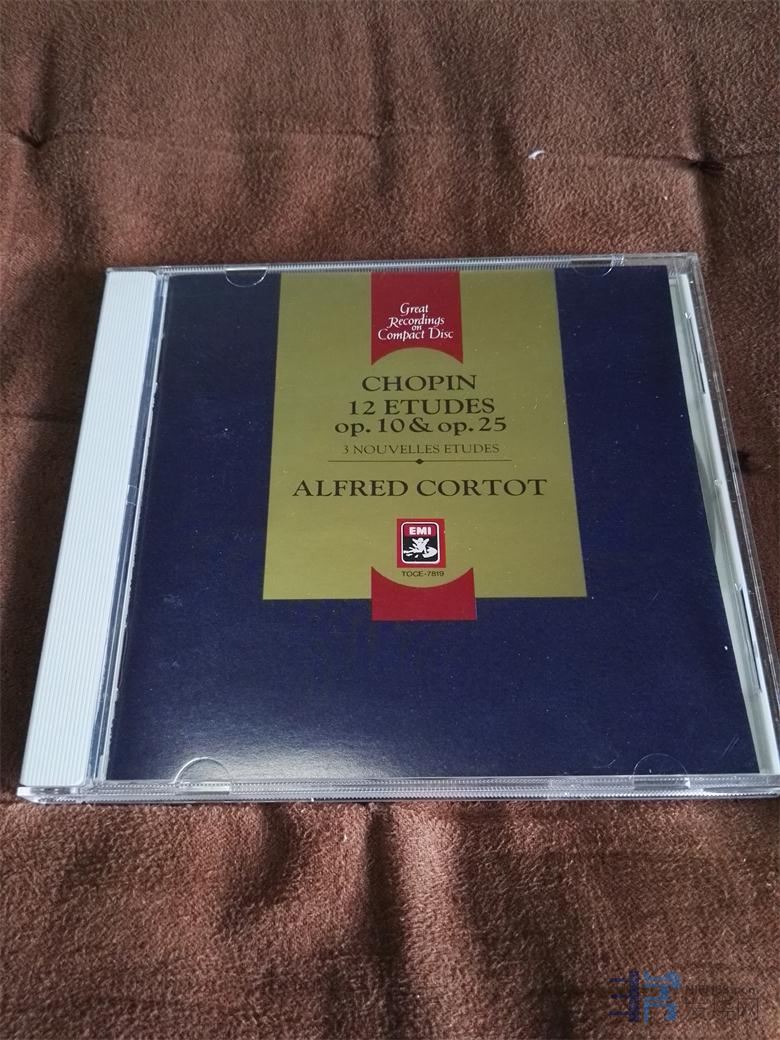 Great
Recordings
on
Compact Disc
CHOPIN
12 ETUDES
op. 10 & op. 25
3 NOUVELLES ETUDES
ALFRED CORTOT
EMI
TOCE-7819